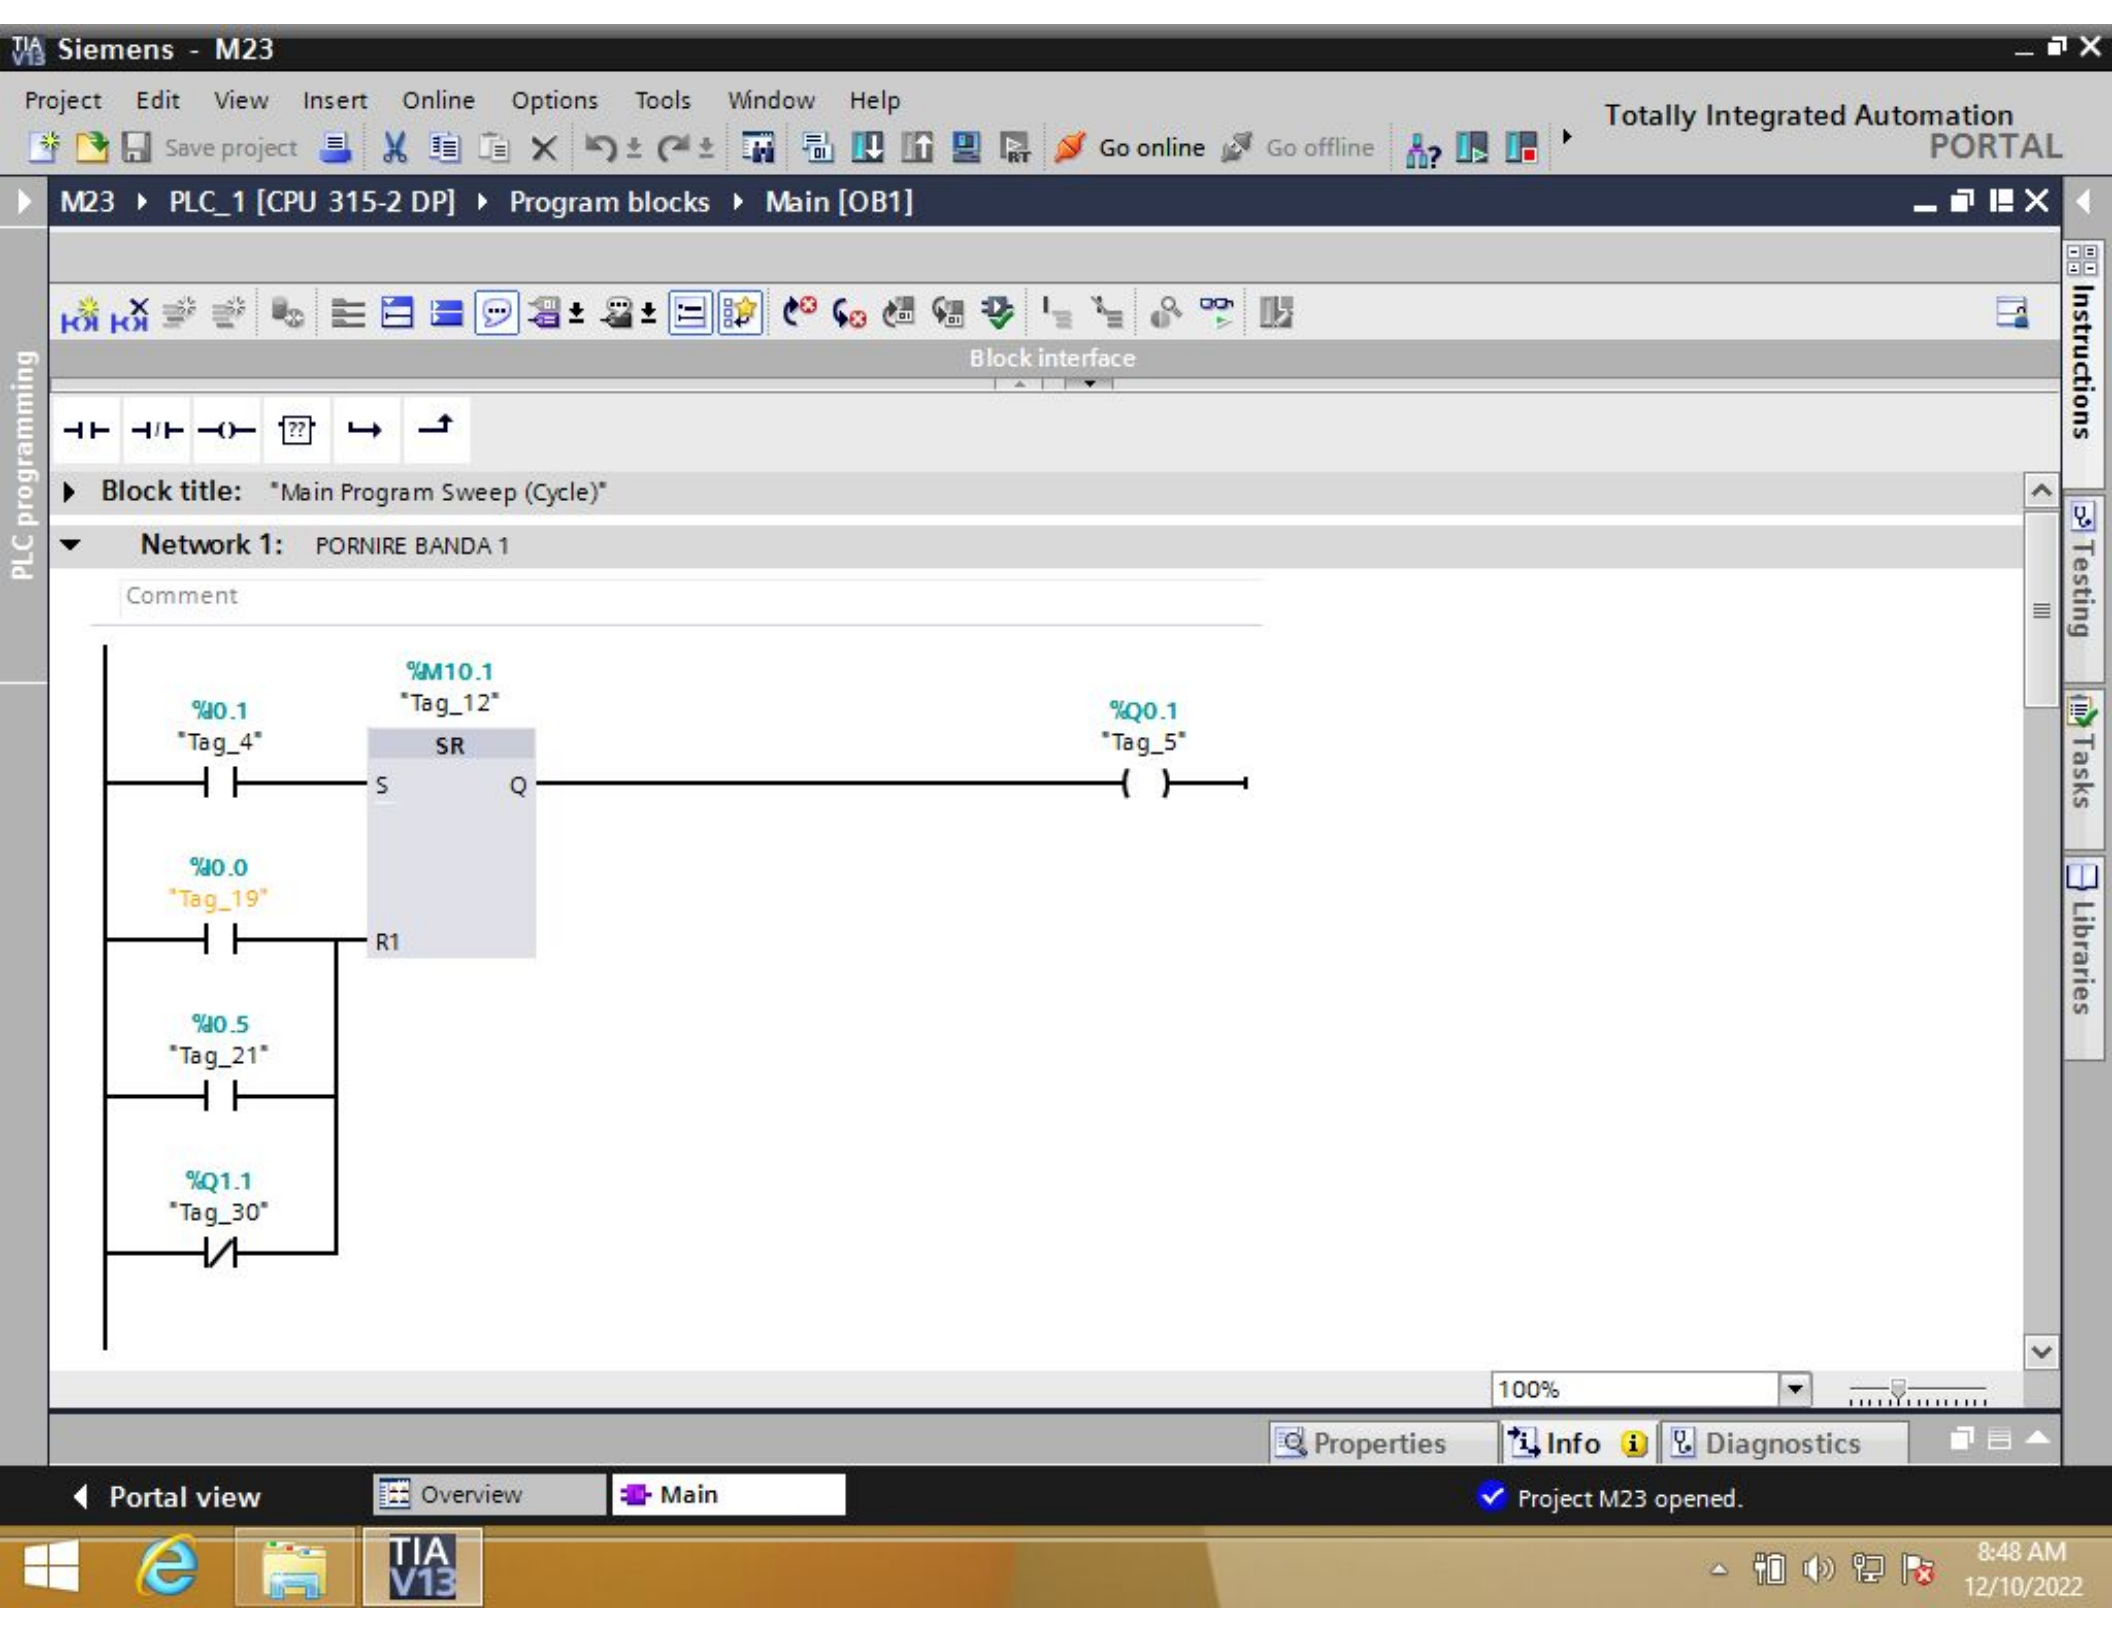 TIA V13 Siemens - M23
Project Edit View Insert Online Options Tools Window Help
Totally Integrated Automation
PORTAL
Save project Go online Go offline
M23 PLC_1 [CPU 315-2 DP] Program blocks Main [OB1]
Block interface
??
Block title: "Main Program Sweep (Cycle)"
Network 1: PORNIRE BANDA 1
Comment
%M10.1
"Tag_12"
%I0.1
"Tag_4"
SR
S Q
%Q0.1
"Tag_5"
%I0.0
"Tag_19"
R1
%I0.5
"Tag_21"
%Q1.1
"Tag_30"
100%
Properties Info Diagnostics
Portal view Overview Main
Project M23 opened.
TIA
V13
8:48 AM
12/10/2022
PLC programming
Instructions
Testing
Tasks
Libraries